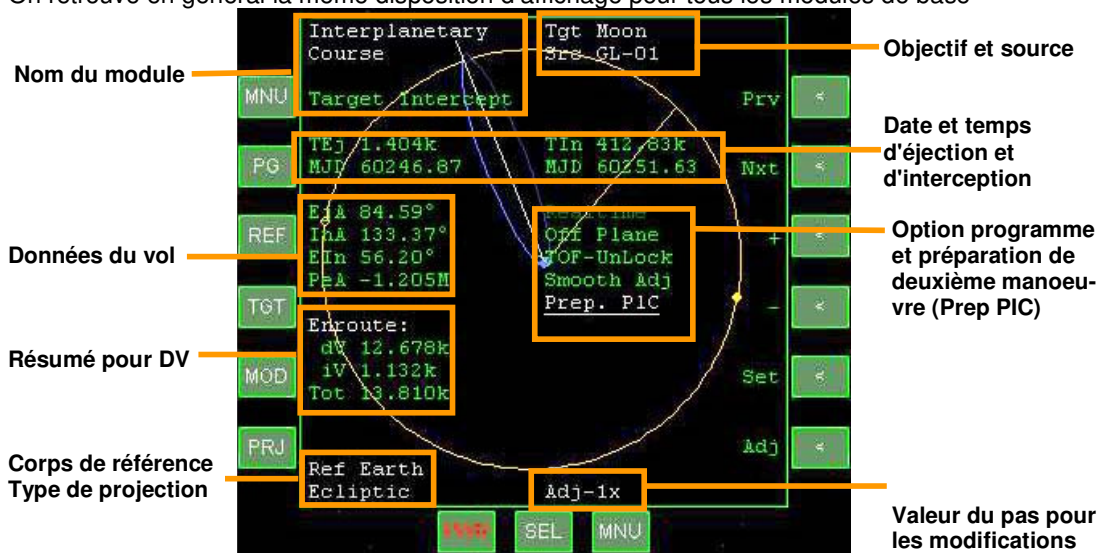 On retrouve en général la même disposition d'affichage pour tous les modules de base
Nom du module
Données du vol
Résumé pour DV
Corps de référence
Type de projection
Interplanetary
Course
Target Intercept
Tgt Moon
Src GL-01
TEj 1.404k
MJD 60246.87
TIn 412.83k
MJD 60251.63
EjA 84.59°
InA 133.37°
EIn 56.20°
PeA -1.205M
Realtime
Off Plane
TOF-UnLock
Smooth Adj
Prep. PlC
Enroute:
dV 12.678k
iV 1.132k
Tot 13.810k
Ref Earth
Ecliptic
Adj-1x
MNU
PG
REF
TGT
MOD
PRJ
Prv <
Nxt <
+ <
- <
Set <
Adj <
SEL
MNU
Objectif et source
Date et temps
d'éjection et
d'interception
Option programme
et préparation de
deuxième manoeu-
vre (Prep PIC)
Valeur du pas pour
les modifications